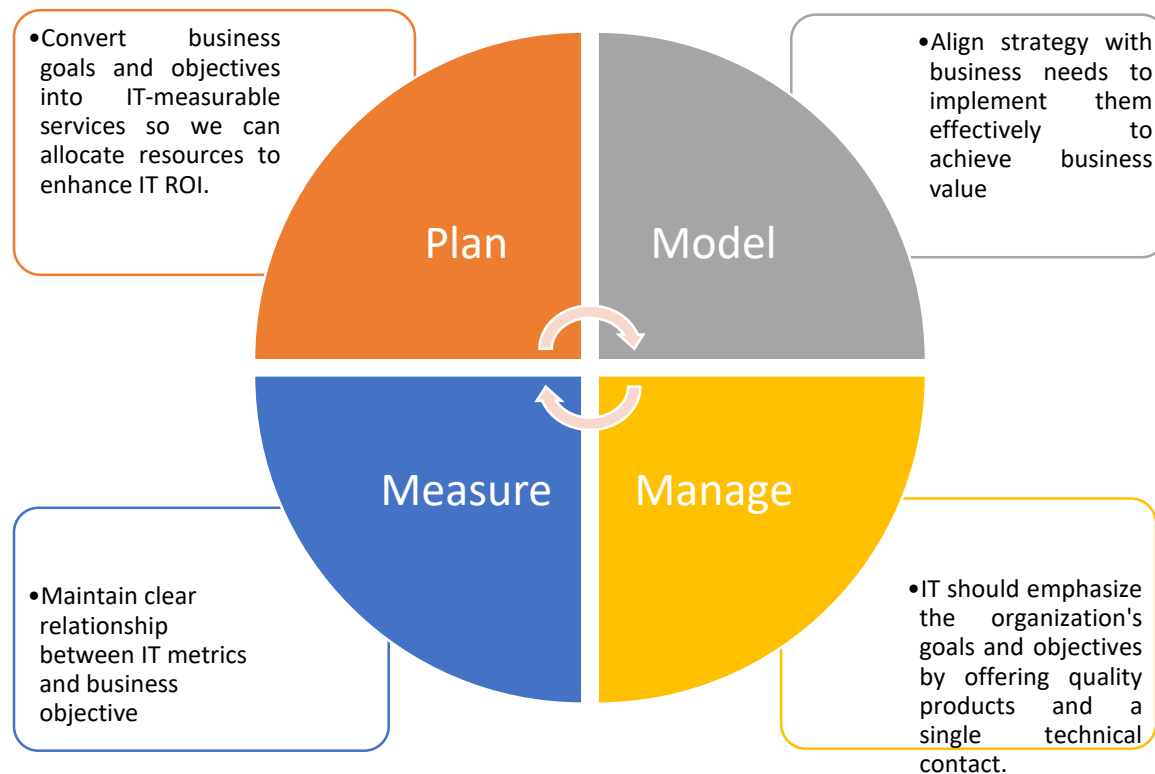 •Convert business
goals and objectives
into IT-measurable
services so we can
allocate resources to
enhance IT ROI.
•Align strategy with
business needs to
implement them
effectively to
achieve business
value
Plan
Model
Measure
Manage
•Maintain clear
relationship
between IT metrics
and business
objective
•IT should emphasize
the organization's
goals and objectives
by offering quality
products and a
single technical
contact.